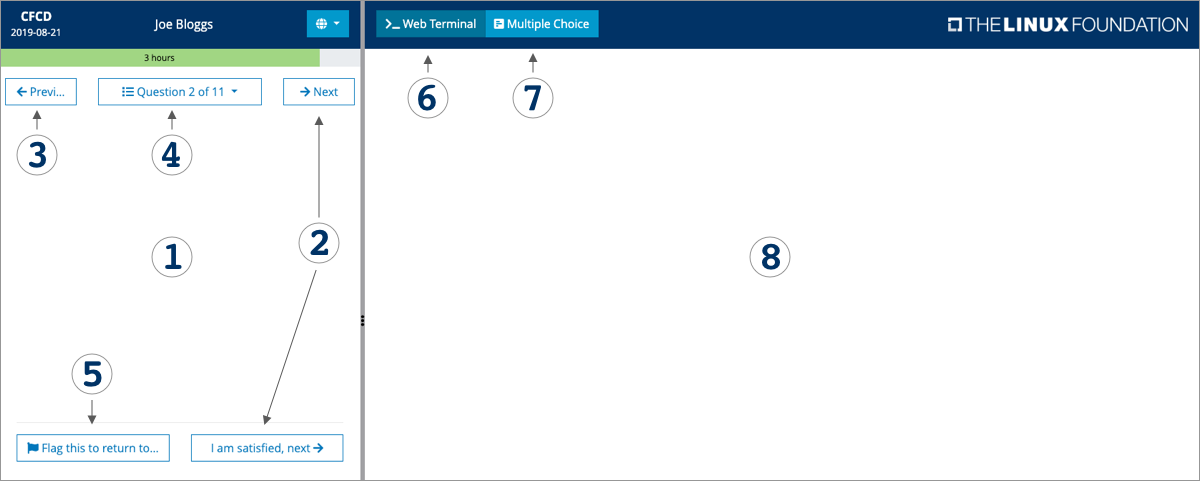 CFCD
2019-08-21
Joe Bloggs
>_ Web Terminal
Multiple Choice
THE LINUX FOUNDATION
3 hours
← Previ...
Question 2 of 11
→ Next
6
7
3
4
2
1
8
5
Flag this to return to...
I am satisfied, next →